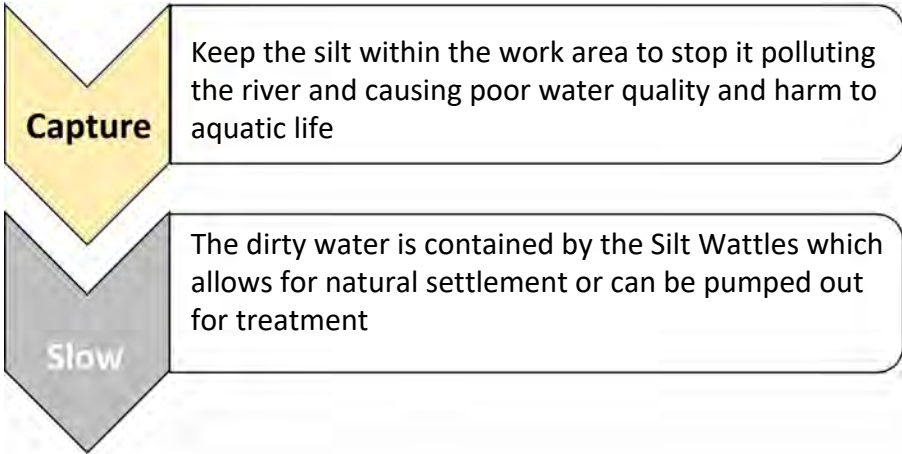 Capture
Keep the silt within the work area to stop it polluting
the river and causing poor water quality and harm to
aquatic life
Slow
The dirty water is contained by the Silt Wattles which
allows for natural settlement or can be pumped out
for treatment